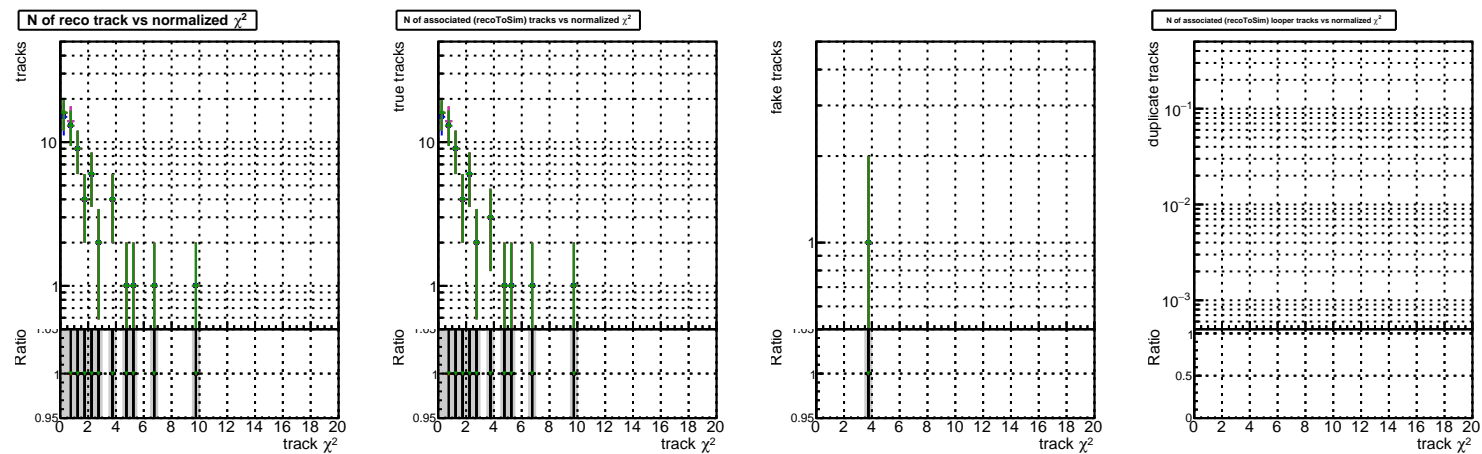 N of reco track vs normalized χ²
tracks
10
1
Ratio
1.05
1
0.95
0 2 4 6 8 10 12 14 16 18 20
track χ²
N of associated (recoToSim) tracks vs normalized χ²
true tracks
10
1
Ratio
1.05
1
0.95
0 2 4 6 8 10 12 14 16 18 20
track χ²
fake tracks
1
Ratio
1.05
1
0.95
0 2 4 6 8 10 12 14 16 18 20
track χ²
N of associated (recoToSim) looper tracks vs normalized χ²
duplicate tracks
10⁻¹
10⁻²
10⁻³
Ratio
1
0.5
0
0 2 4 6 8 10 12 14 16 18 20
track χ²